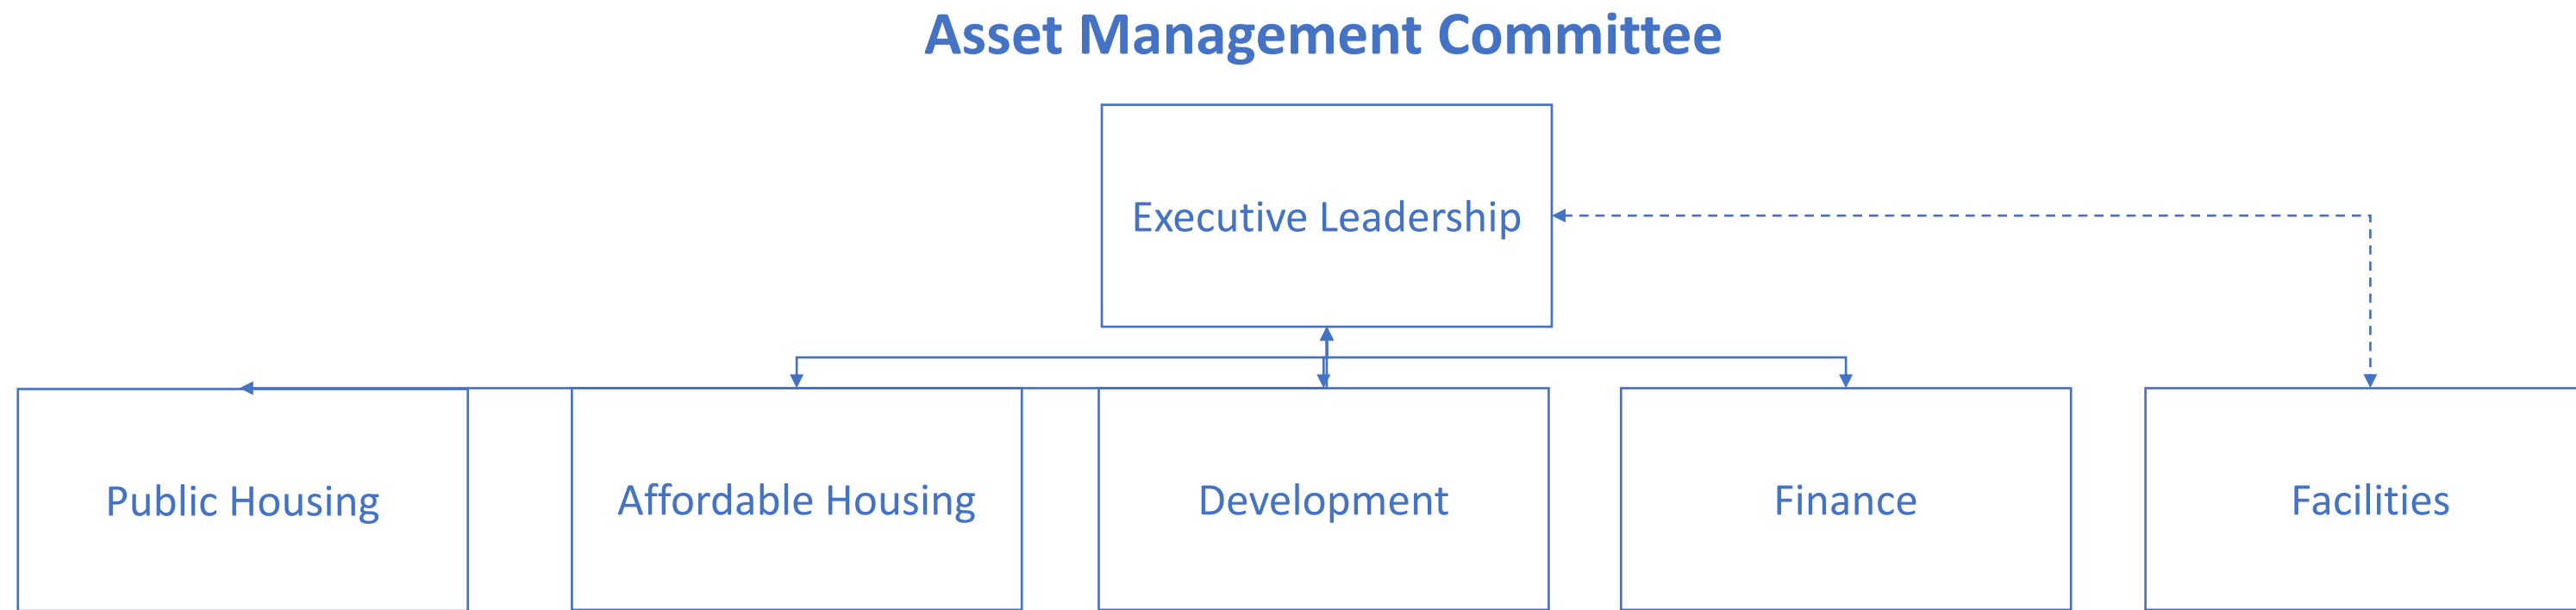 Asset Management Committee
Executive Leadership
Public Housing
Affordable Housing
Development
Finance
Facilities